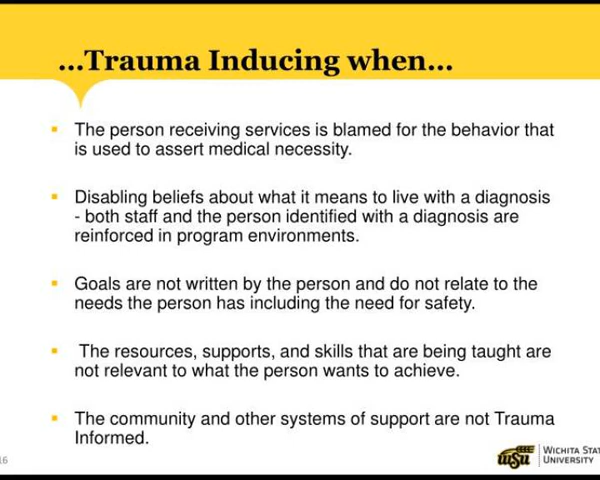 ...Trauma Inducing when...
The person receiving services is blamed for the behavior that
is used to assert medical necessity.
Disabling beliefs about what it means to live with a diagnosis
- both staff and the person identified with a diagnosis are
reinforced in program environments.
Goals are not written by the person and do not relate to the
needs the person has including the need for safety.
The resources, supports, and skills that are being taught are
not relevant to what the person wants to achieve.
The community and other systems of support are not Trauma
Informed.
16
WSU
WICHITA STAT
UNIVERSITY